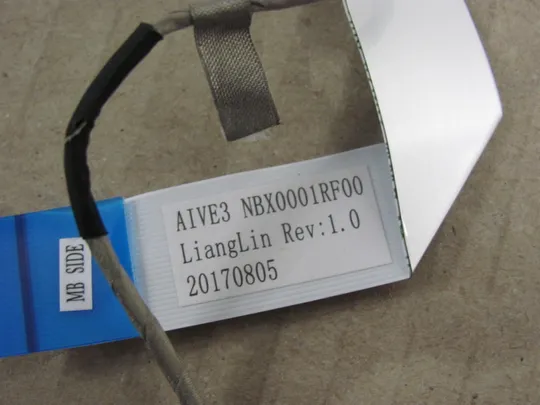 AIVE3 NBX0001RF00
LiangLin Rev:1.0
20170805
MB SIDE